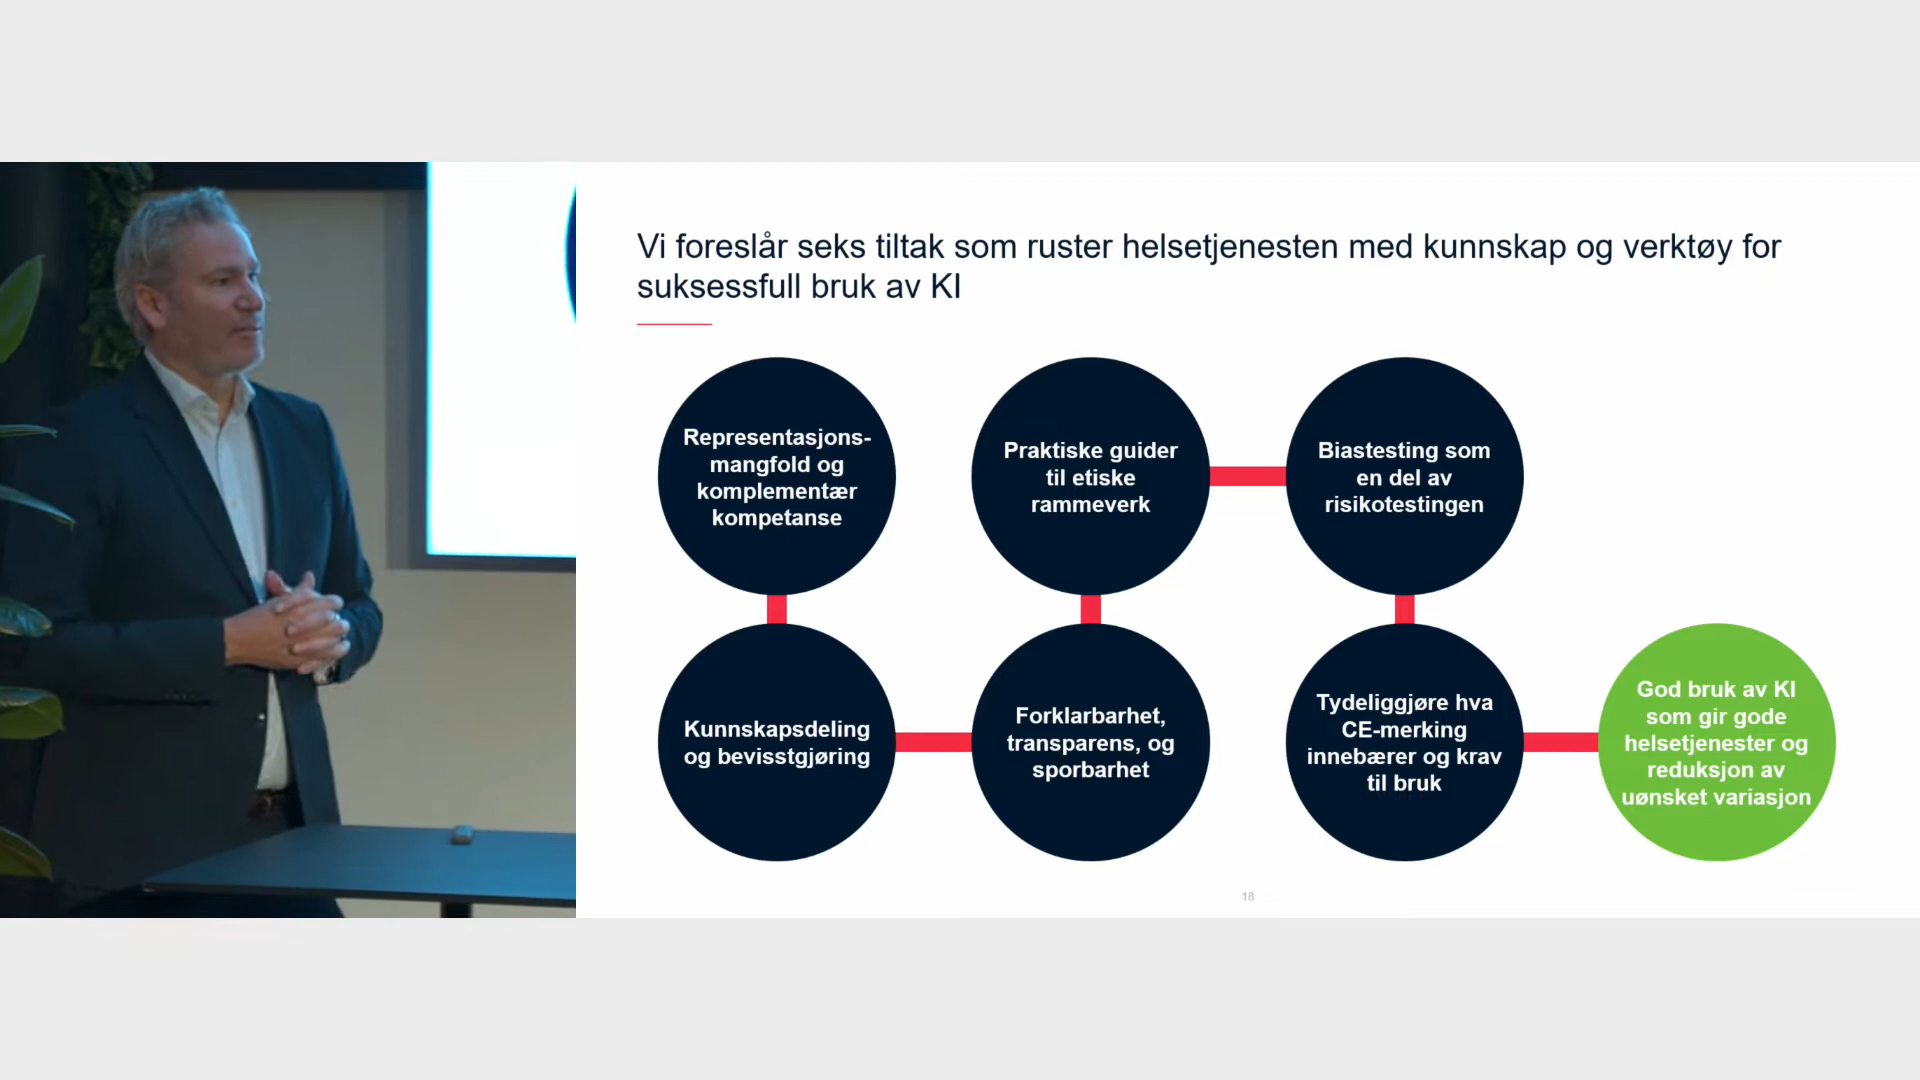 Vi foreslår seks tiltak som ruster helsetjenesten med kunnskap og verktøy for
suksessfull bruk av KI
Representasjons-
mangfold og
komplementær
kompetanse
Praktiske guider
til etiske
rammeverk
Biastesting som
en del av
risikotestingen
Kunnskapsdeling
og bevisstgjøring
Forklarbarhet,
transparens, og
sporbarhet
Tydeliggjøre hva
CE-merking
innebærer og krav
til bruk
God bruk av KI
som gir gode
helsetjenester og
reduksjon av
uønsket variasjon
18